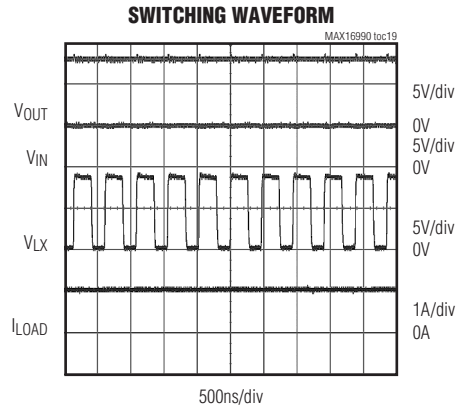 SWITCHING WAVEFORM
MAX16990 toc19
5V/div
VOUT
0V
5V/div
VIN
0V
5V/div
VLX
0V
1A/div
ILOAD
0A
500ns/div